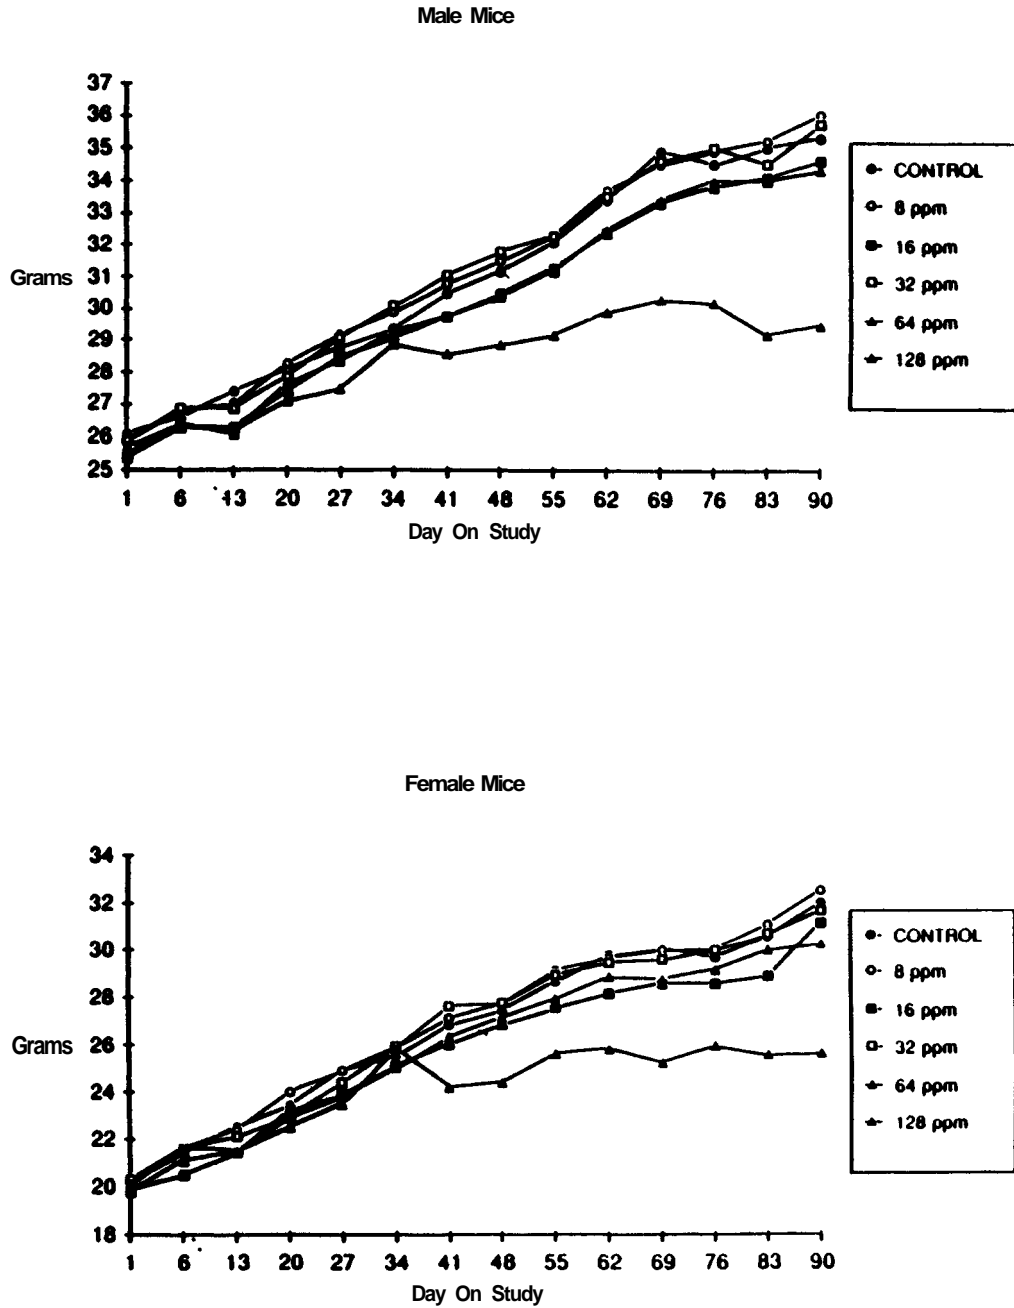 Male Mice
37
36
35
34
33
32
31
30
29
28
27
26
25
Grams
1 6 13 20 27 34 41 48 55 62 69 76 83 90
Day On Study
CONTROL
8 ppm
16 ppm
32 ppm
64 ppm
128 ppm
Female Mice
34
32
30
28
26
24
22
20
18
Grams
1 6 13 20 27 34 41 48 55 62 69 76 83 90
Day On Study
CONTROL
8 ppm
16 ppm
32 ppm
64 ppm
128 ppm